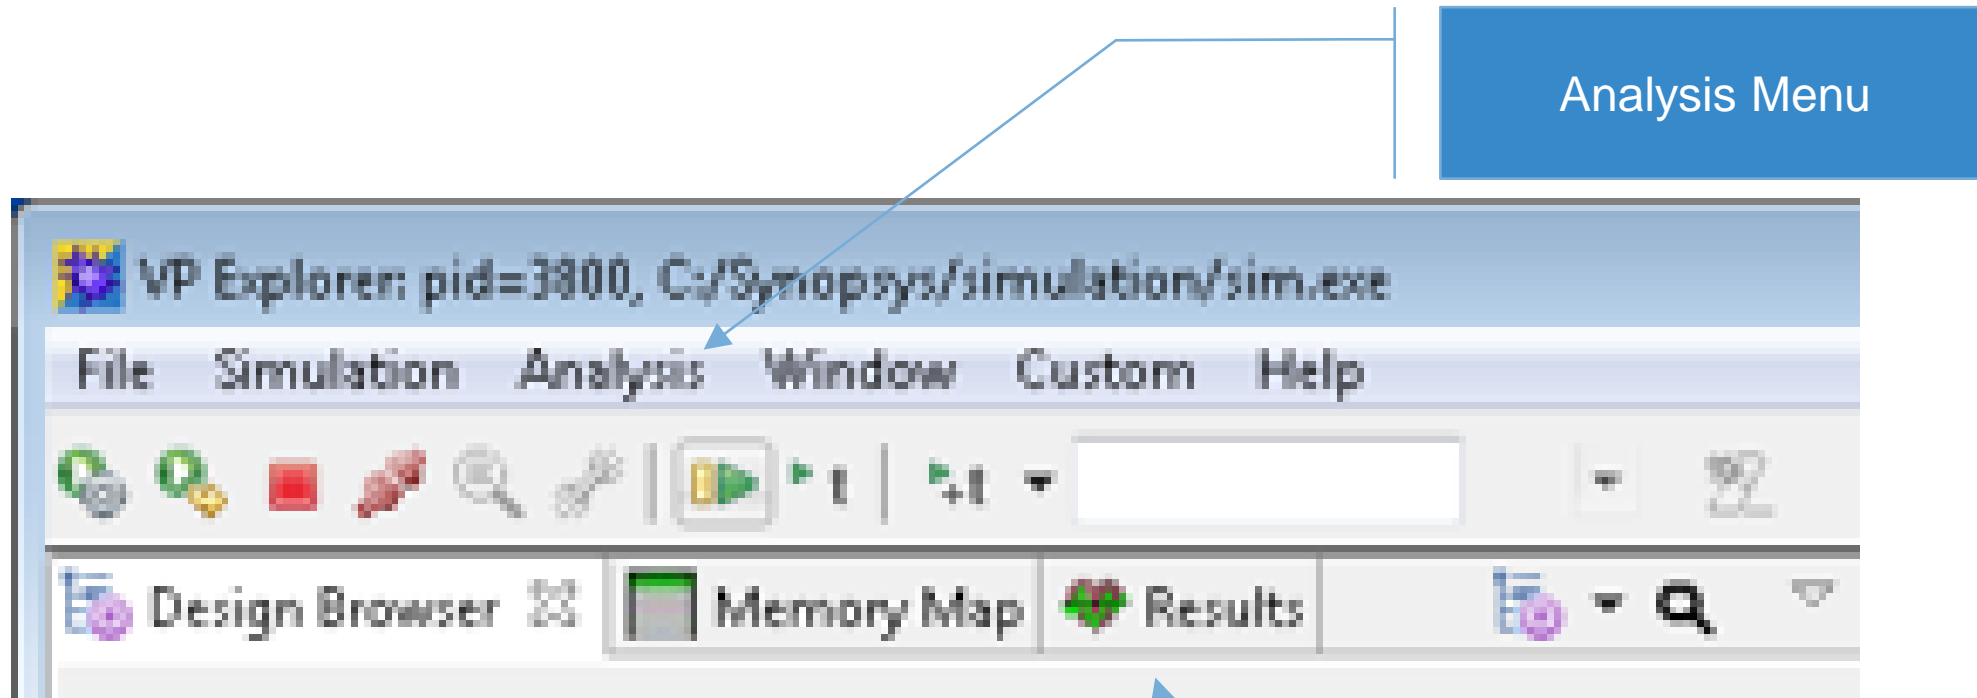 Analysis Menu
VP Explorer: pid=3800, C:/Synopsys/simulation/sim.exe
File Simulation Analysis Window Custom Help
t +t
Design Browser Memory Map Results